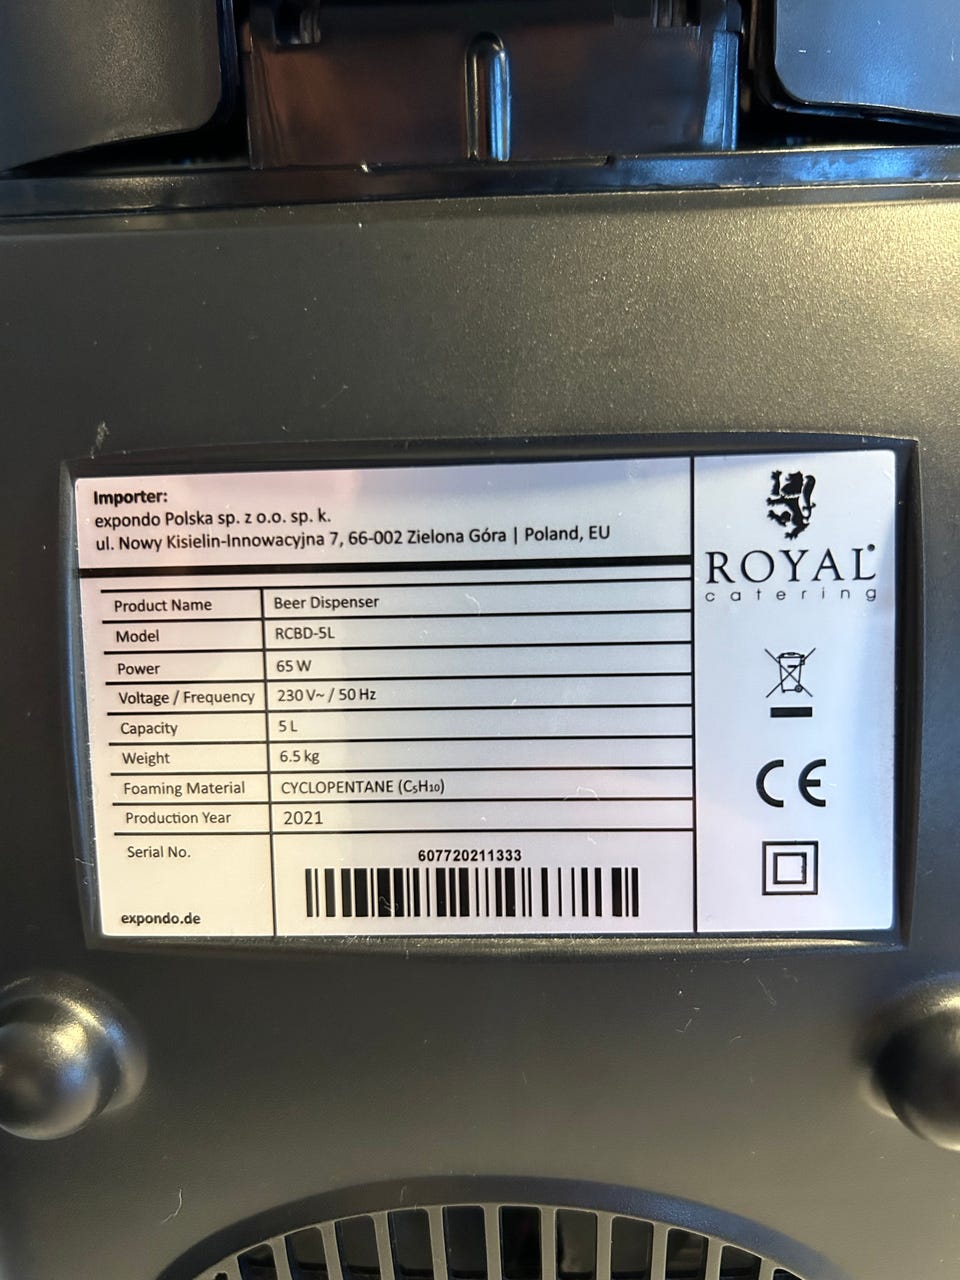 Importer:
expondo Polska sp. z o.o. sp. k.
ul. Nowy Kisielin-Innowacyjna 7, 66-002 Zielona Góra | Poland, EU
Product Name Beer Dispenser
Model RCBD-5L
Power 65 W
Voltage / Frequency 230 V~ / 50 Hz
Capacity 5 L
Weight 6.5 kg
Foaming Material CYCLOPENTANE (C₅H₁₀)
Production Year 2021
Serial No. 607720211333
expondo.de
ROYAL®
catering
CE